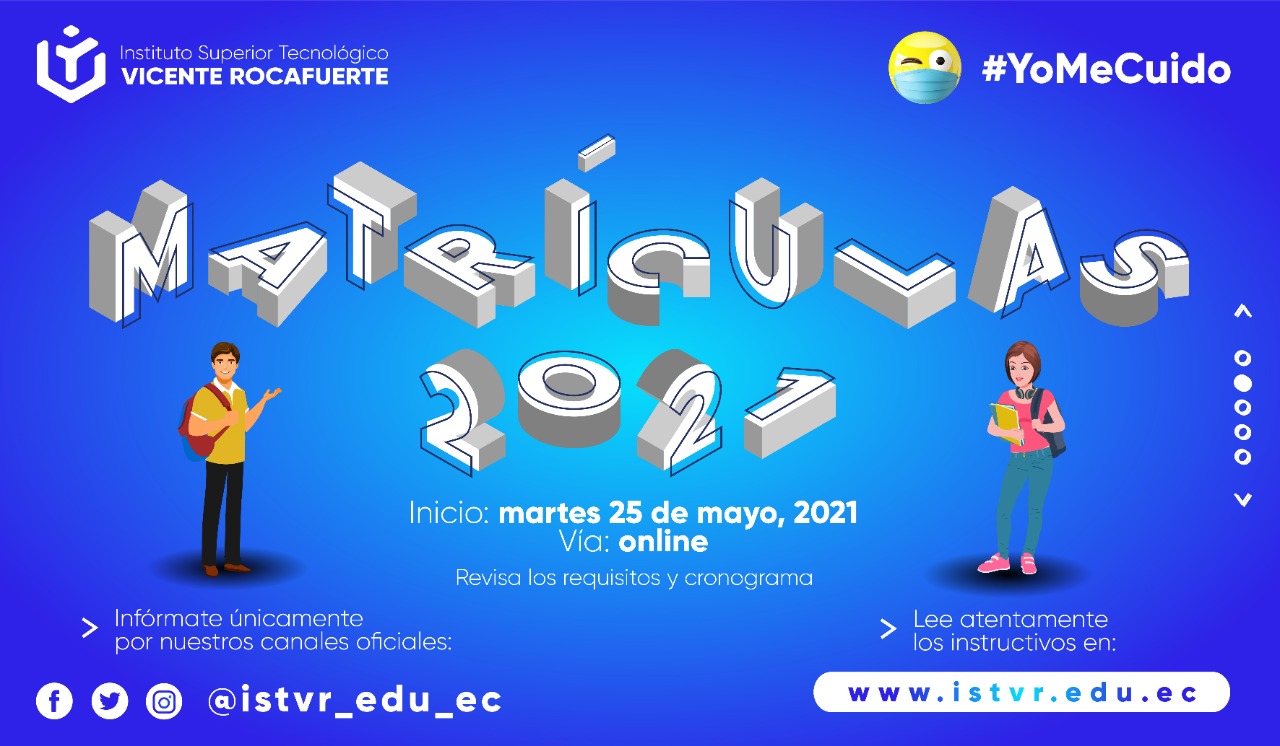 Instituto Superior Tecnológico
VICENTE ROCAFUERTE
#YoMeCuido
MATRÍCULAS
2021
Inicio: martes 25 de mayo, 2021
Vía: online
Revisa los requisitos y cronograma
Infórmate únicamente
por nuestros canales oficiales:
@istvr_edu_ec
Lee atentamente
los instructivos en:
www.istvr.edu.ec